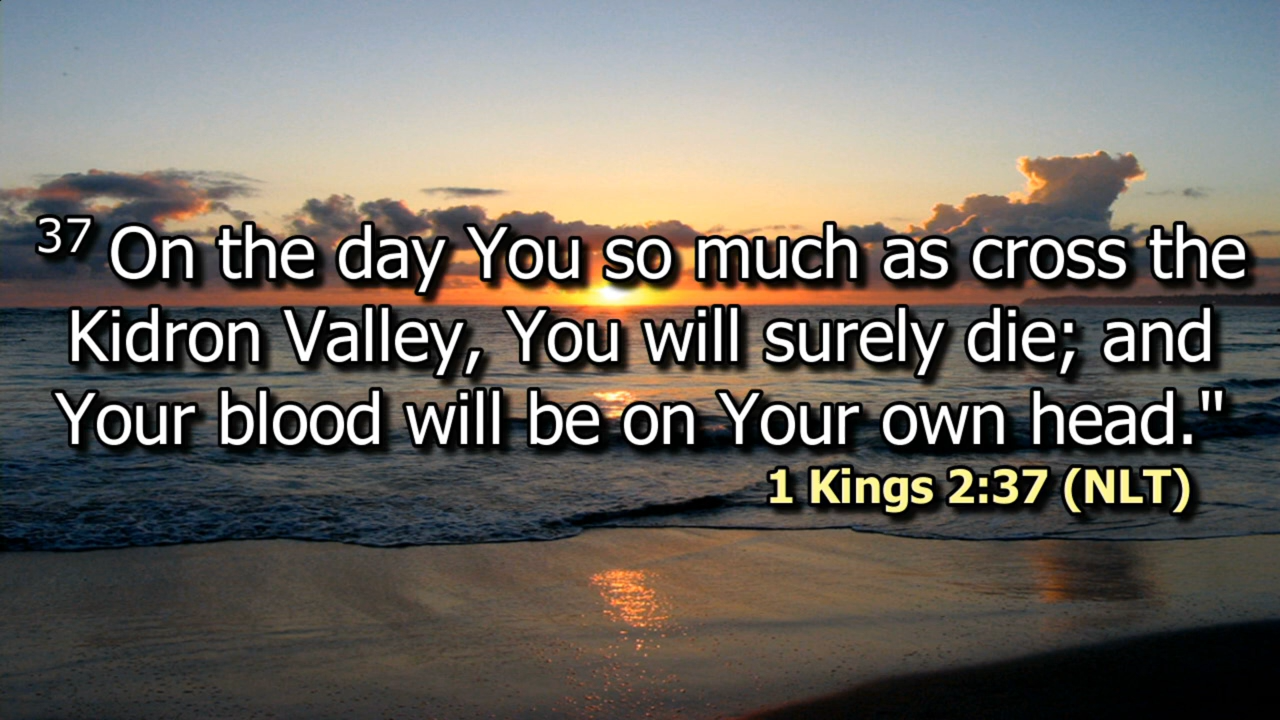 37 On the day You so much as cross the
Kidron Valley, You will surely die; and
Your blood will be on Your own head."
1 Kings 2:37 (NLT)